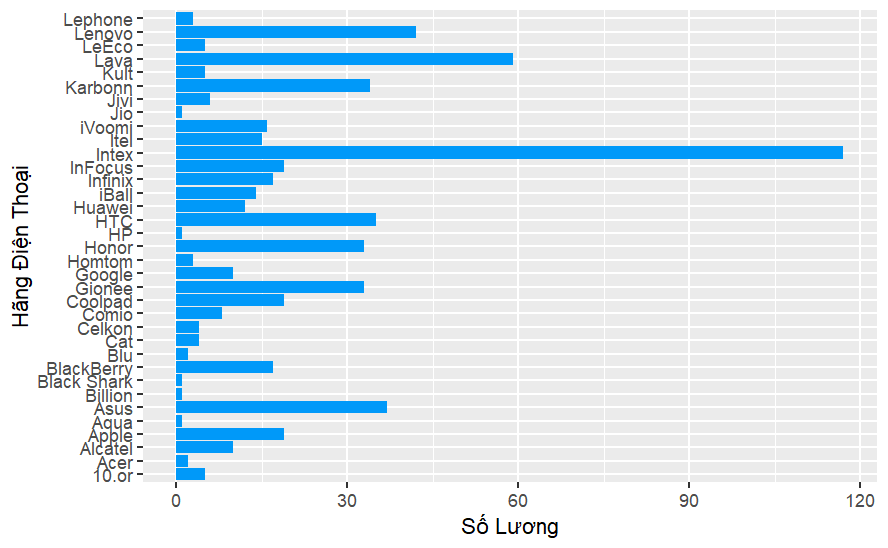 Lephone
Lenovo
LeEco
Lava
Kult
Karbonn
Jivi
Jio
iVoomi
Itel
Intex
InFocus
Infinix
iBall
Huawei
HTC
HP
Honor
Homtom
Google
Gionee
Coolpad
Comio
Celkon
Cat
Blu
BlackBerry
Black Shark
Billion
Asus
Aqua
Apple
Alcatel
Acer
10.or
Hãng Điện Thoại
0 30 60 90 120
Số Lương